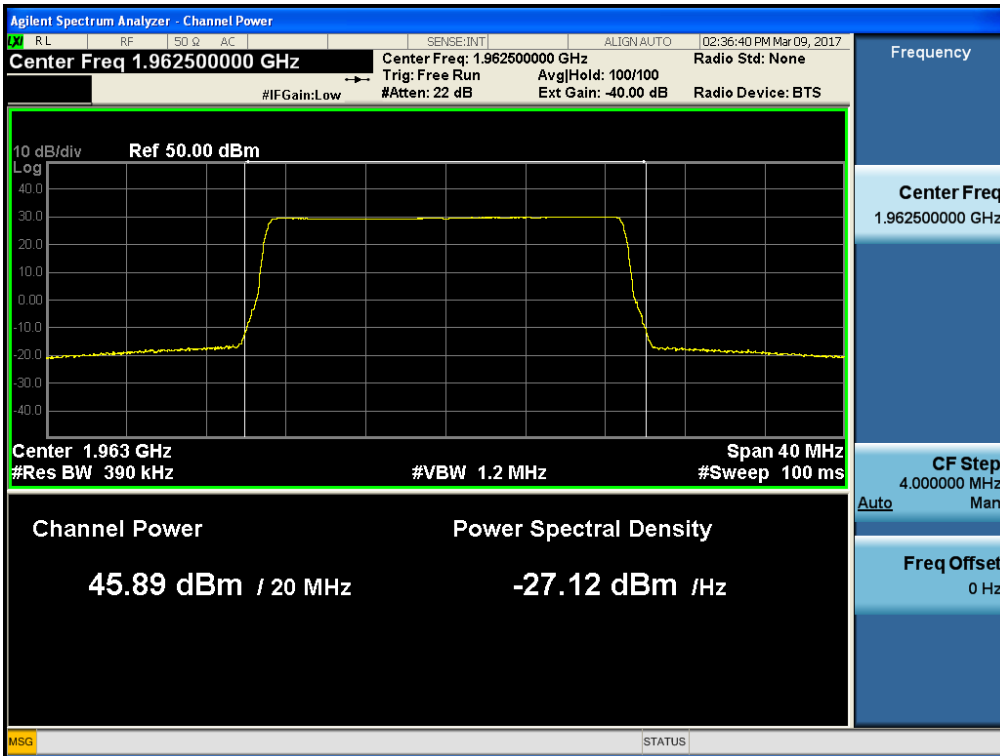 Agilent Spectrum Analyzer - Channel Power
LXI RL RF 50 Ω AC SENSE:INT ALIGN AUTO 02:36:40 PM Mar 09, 2017
Center Freq 1.962500000 GHz
Center Freq: 1.962500000 GHz Radio Std: None
Trig: Free Run Avg|Hold: 100/100
#IFGain:Low #Atten: 22 dB Ext Gain: -40.00 dB Radio Device: BTS
10 dB/div Ref 50.00 dBm
Log
40.0
30.0
20.0
10.0
0.00
-10.0
-20.0
-30.0
-40.0
Center 1.963 GHz Span 40 MHz
#Res BW 390 kHz #VBW 1.2 MHz #Sweep 100 ms
Channel Power Power Spectral Density
45.89 dBm / 20 MHz -27.12 dBm /Hz
Frequency
Center Freq
1.962500000 GHz
CF Step
4.000000 MHz
Auto Man
Freq Offset
0 Hz
MSG STATUS